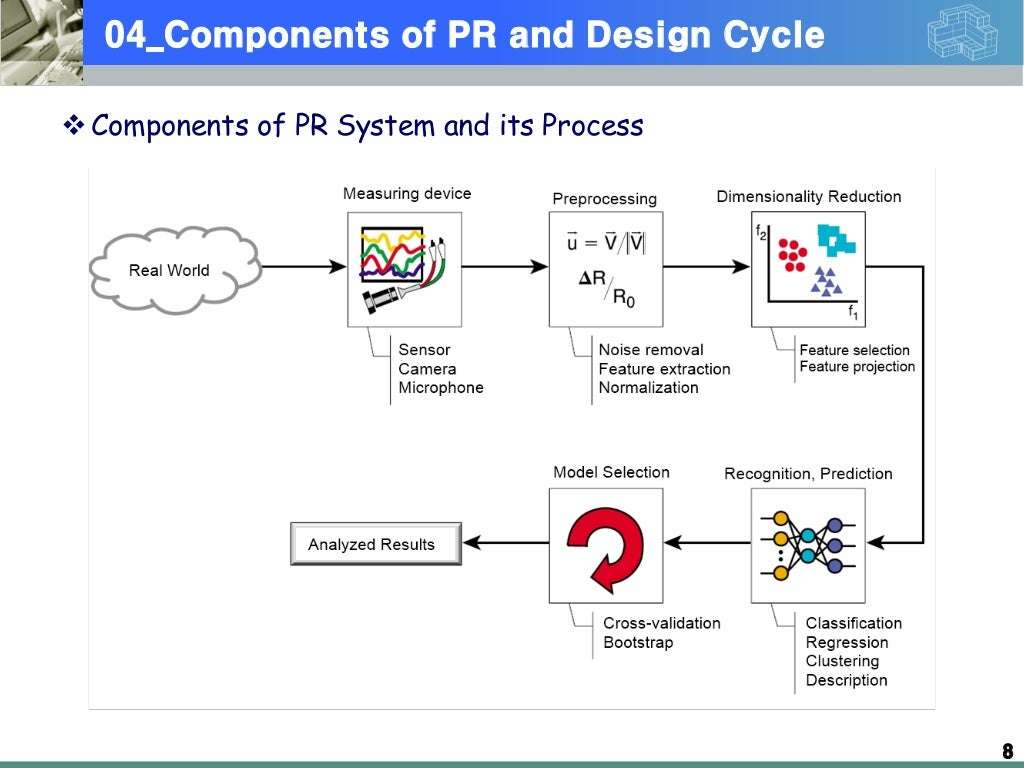 04_Components of PR and Design Cycle
❖ Components of PR System and its Process
Real World
Measuring device
Sensor
Camera
Microphone
Preprocessing
u⃗ = V⃗/|V⃗|
ΔR/R₀
Noise removal
Feature extraction
Normalization
Dimensionality Reduction
f₂
f₁
Feature selection
Feature projection
Recognition, Prediction
Classification
Regression
Clustering
Description
Model Selection
Cross-validation
Bootstrap
Analyzed Results
8